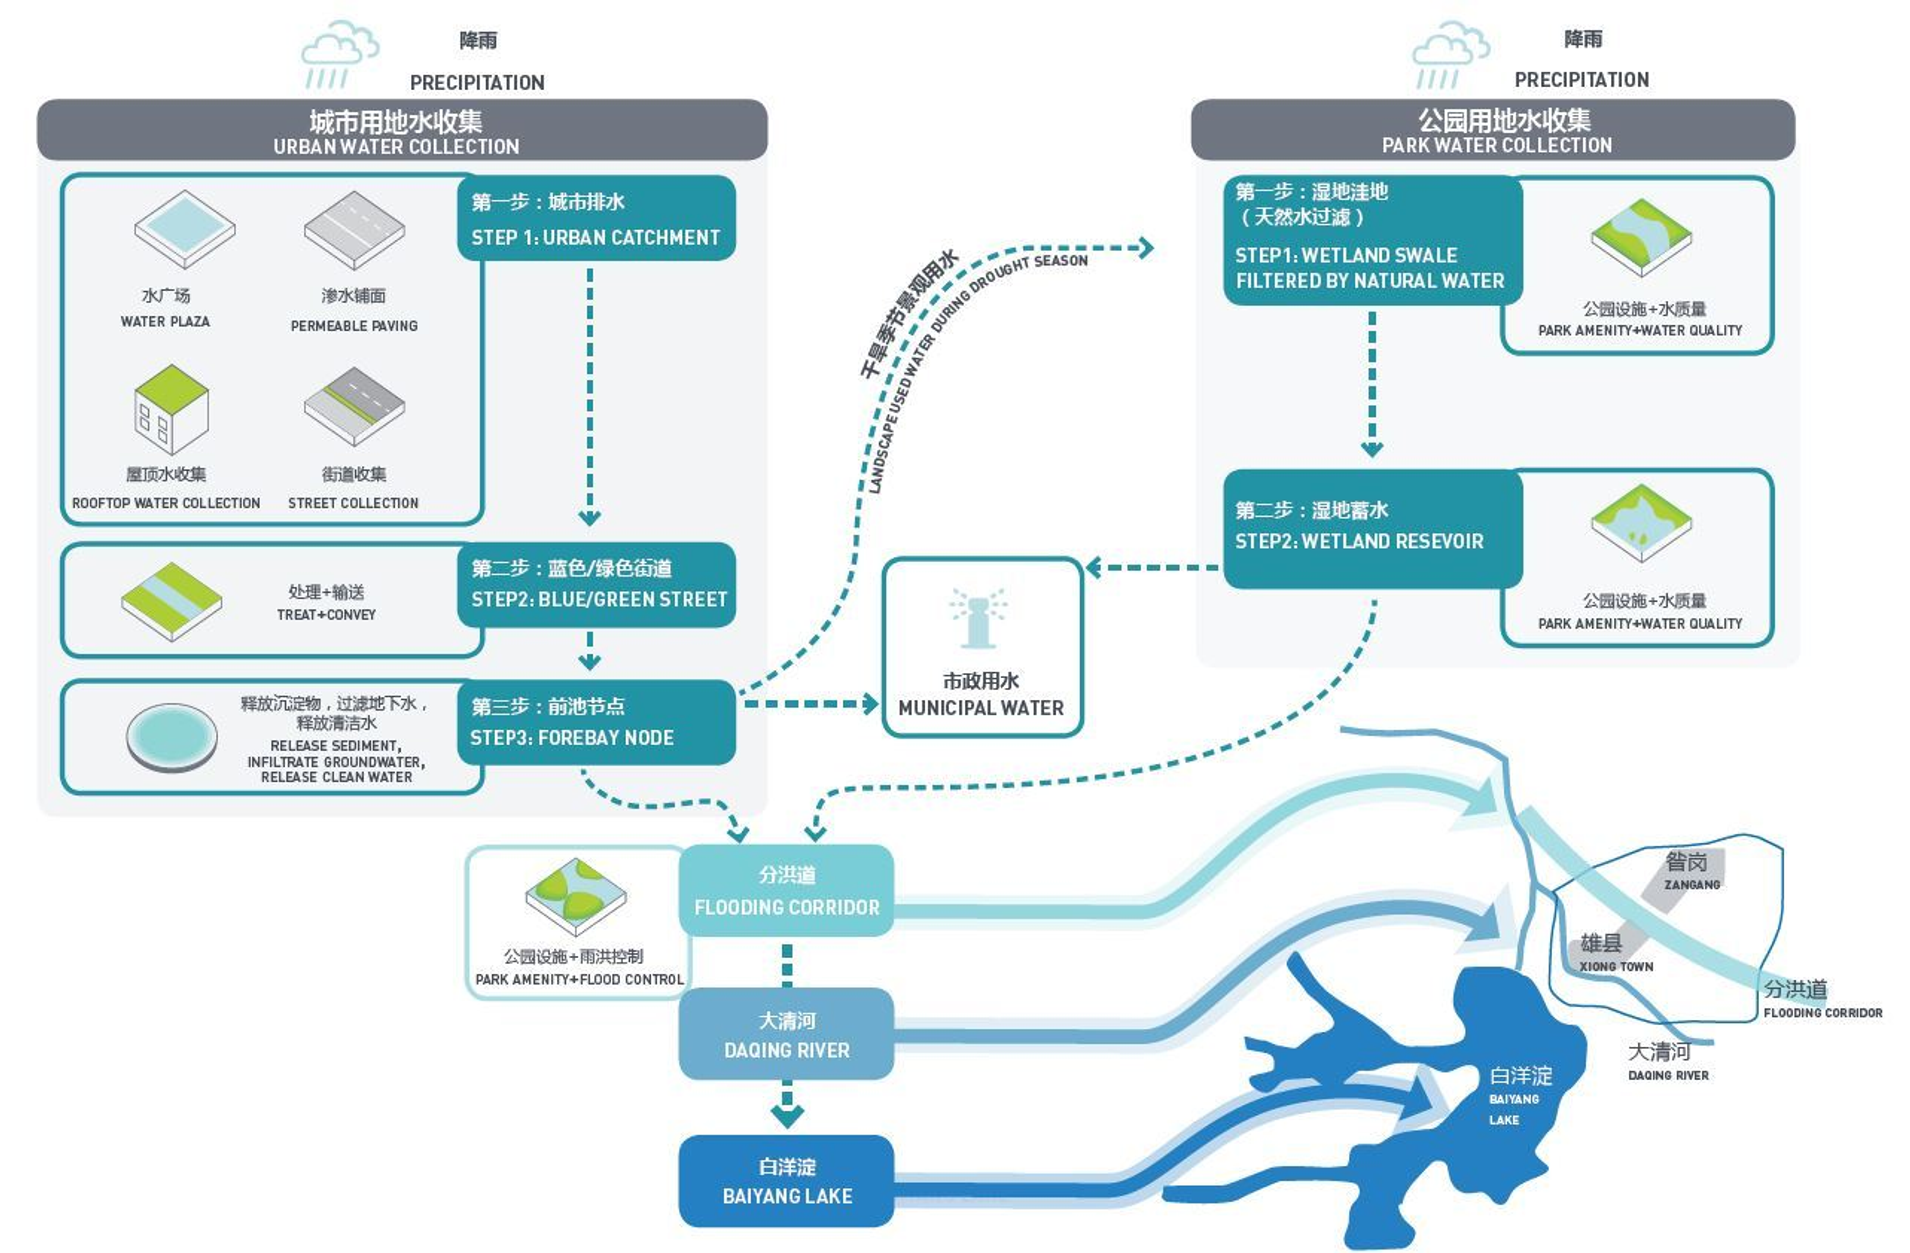 降雨
PRECIPITATION
城市用地水收集
URBAN WATER COLLECTION
第一步：城市排水
STEP 1: URBAN CATCHMENT
水广场
WATER PLAZA
渗水铺面
PERMEABLE PAVING
屋顶水收集
ROOFTOP WATER COLLECTION
街道收集
STREET COLLECTION
第二步：蓝色/绿色街道
STEP2: BLUE/GREEN STREET
处理+输送
TREAT+CONVEY
第三步：前池节点
STEP3: FOREBAY NODE
释放沉淀物，过滤地下水，
释放清洁水
RELEASE SEDIMENT,
INFILTRATE GROUNDWATER,
RELEASE CLEAN WATER
干旱季节景观用水
LANDSCAPE USED WATER DURING DROUGHT SEASON
市政用水
MUNICIPAL WATER
降雨
PRECIPITATION
公园用地水收集
PARK WATER COLLECTION
第一步：湿地洼地
（天然水过滤）
STEP1: WETLAND SWALE
FILTERED BY NATURAL WATER
公园设施+水质量
PARK AMENITY+WATER QUALITY
第二步：湿地蓄水
STEP2: WETLAND RESEVOIR
公园设施+水质量
PARK AMENITY+WATER QUALITY
分洪道
FLOODING CORRIDOR
公园设施+雨洪控制
PARK AMENITY+FLOOD CONTROL
大清河
DAQING RIVER
白洋淀
BAIYANG LAKE
昝岗
ZANGANG
雄县
XIONG TOWN
分洪道
FLOODING CORRIDOR
大清河
DAQING RIVER
白洋淀
BAIYANG
LAKE